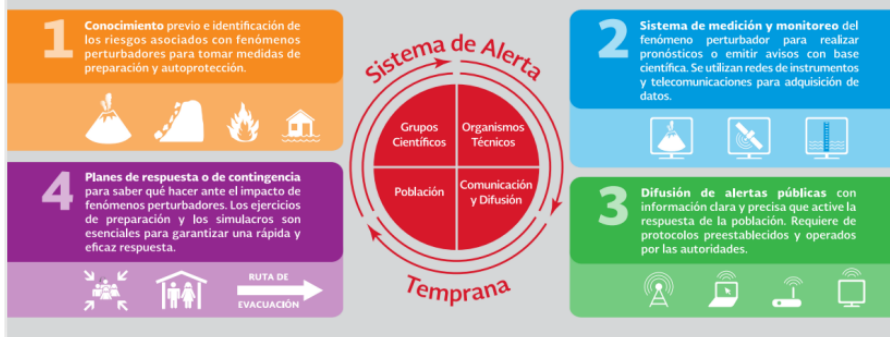 1
Conocimiento previo e identificación de
los riesgos asociados con fenómenos
perturbadores para tomar medidas de
preparación y autoprotección.
Sistema de Alerta
Temprana
Grupos
Científicos
Organismos
Técnicos
Población
Comunicación
y Difusión
2
Sistema de medición y monitoreo del
fenómeno perturbador para realizar
pronósticos o emitir avisos con base
científica. Se utilizan redes de instrumentos
y telecomunicaciones para adquisición de
datos.
4
Planes de respuesta o de contingencia
para saber qué hacer ante el impacto de
fenómenos perturbadores. Los ejercicios
de preparación y los simulacros son
esenciales para garantizar una rápida y
eficaz respuesta.
RUTA DE
EVACUACIÓN
3
Difusión de alertas públicas con
información clara y precisa que active la
respuesta de la población. Requiere de
protocolos preestablecidos y operados
por las autoridades.